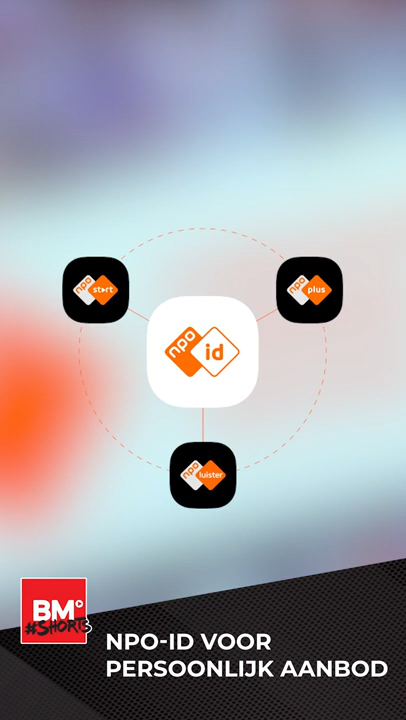 npo start
npo plus
npo id
npo luister
BM
#SHORTS
NPO-ID VOOR
PERSOONLIJK AANBOD